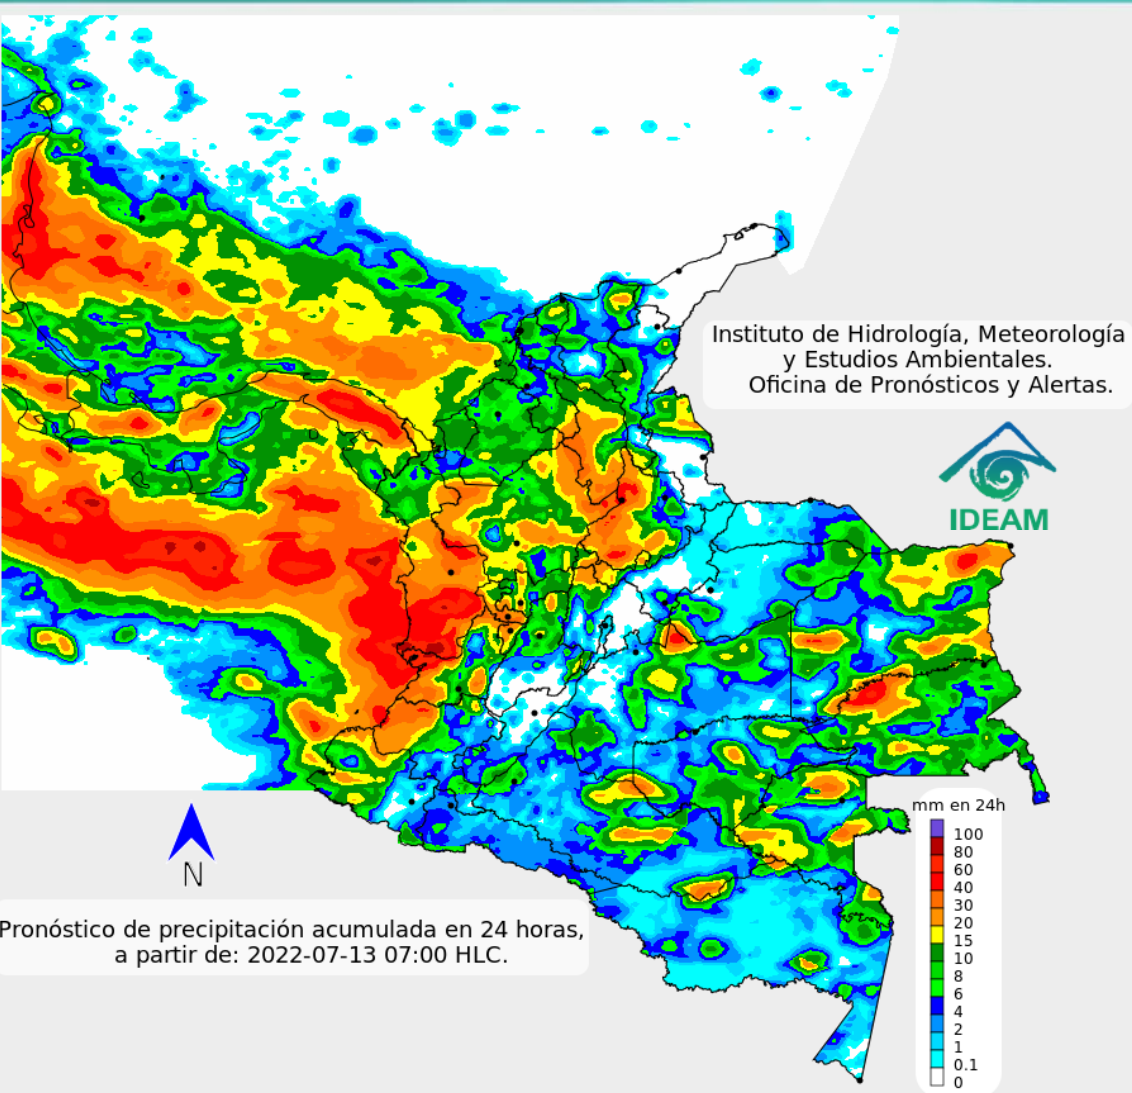 Instituto de Hidrología, Meteorología
y Estudios Ambientales.
Oficina de Pronósticos y Alertas.
IDEAM
mm en 24h
100
80
60
40
30
20
15
10
8
6
4
2
1
0.1
0
N
Pronóstico de precipitación acumulada en 24 horas,
a partir de: 2022-07-13 07:00 HLC.